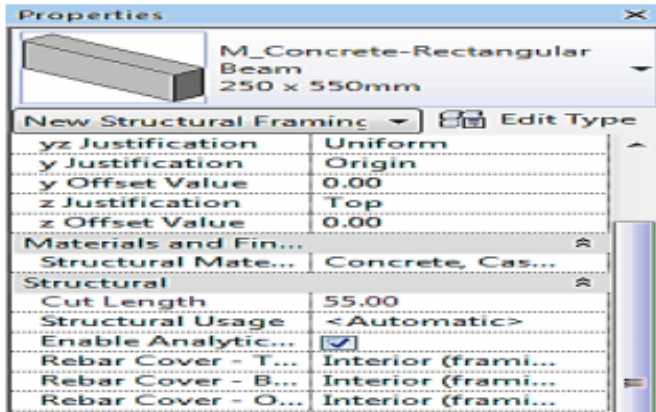 Properties
M_Concrete-Rectangular
Beam
250 x 550mm
New Structural Framing Edit Type
yz Justification Uniform
y Justification Origin
y Offset Value 0.00
z Justification Top
z Offset Value 0.00
Materials and Fin...
Structural Mate... Concrete, Cas...
Structural
Cut Length 55.00
Structural Usage <Automatic>
Enable Analytic...
Rebar Cover - T... Interior (frami...
Rebar Cover - B... Interior (frami...
Rebar Cover - O... Interior (frami...